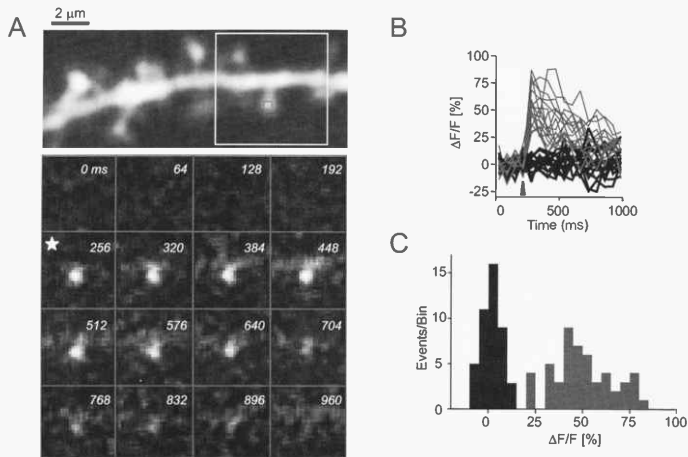 2 μm
A
0 ms 64 128 192
256 320 384 448
512 576 640 704
768 832 896 960
B
100
75
50
25
0
-25
ΔF/F [%]
0 500 1000
Time (ms)
C
15
10
5
0
Events/Bin
0 25 50 75 100
ΔF/F [%]